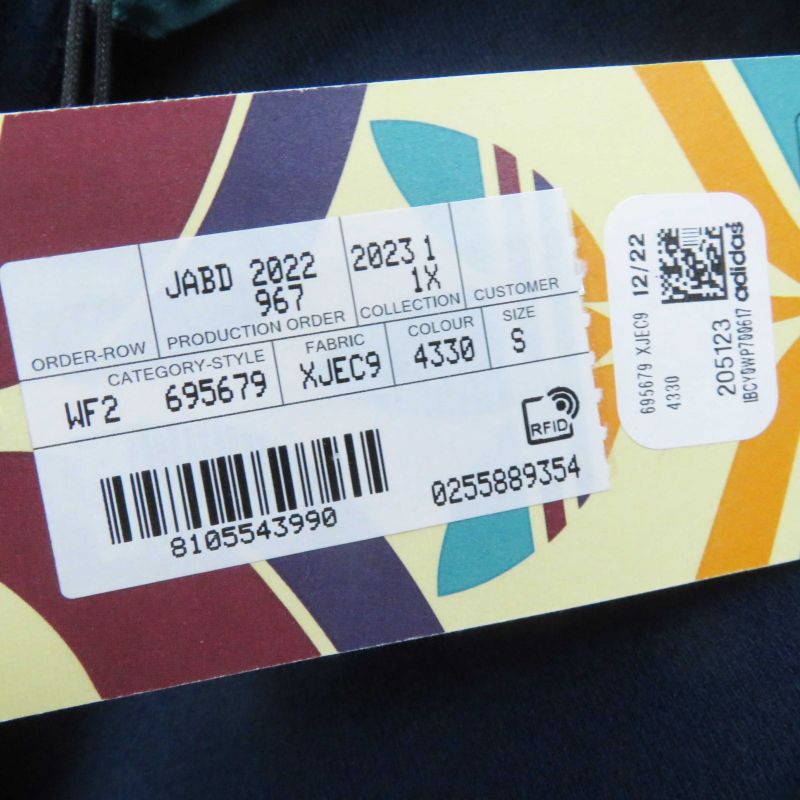 JABD 2022
967
2023 1
1X
ORDER-ROW
PRODUCTION ORDER
COLLECTION
CUSTOMER
CATEGORY-STYLE
FABRIC
COLOUR
SIZE
WF2 695679
XJEC9
4330
S
RFID
8105543990
0255889354
695679 XJEC9 12/22
4330
205123 adidas
IBCY0WP700617